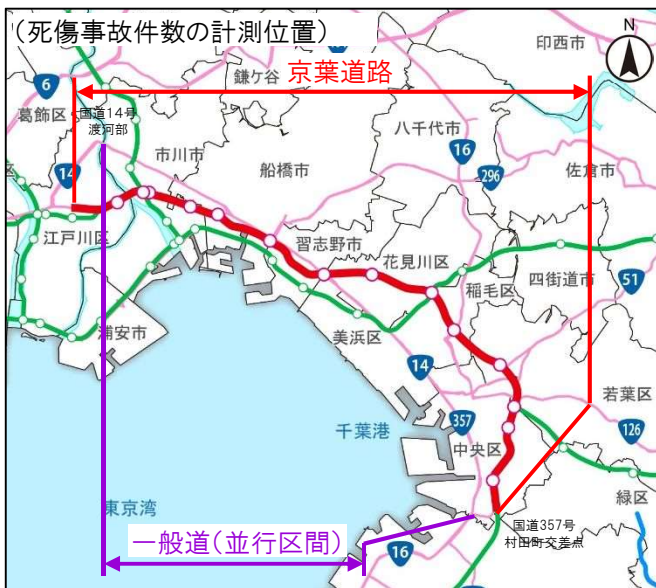 (死傷事故件数の計測位置)
N
印西市
鎌ケ谷
京葉道路
6
葛飾区
国道14号
渡河部
八千代市
市川市
16
船橋市
14
296
佐倉市
区
江戸川区
習志野市
花見川区
稲毛区
四街道市
51
浦安市
美浜区
14
若葉区
千葉港
357
126
中央区
緑区
東京湾
国道357号
村田町交差点
一般道(並行区間)
16